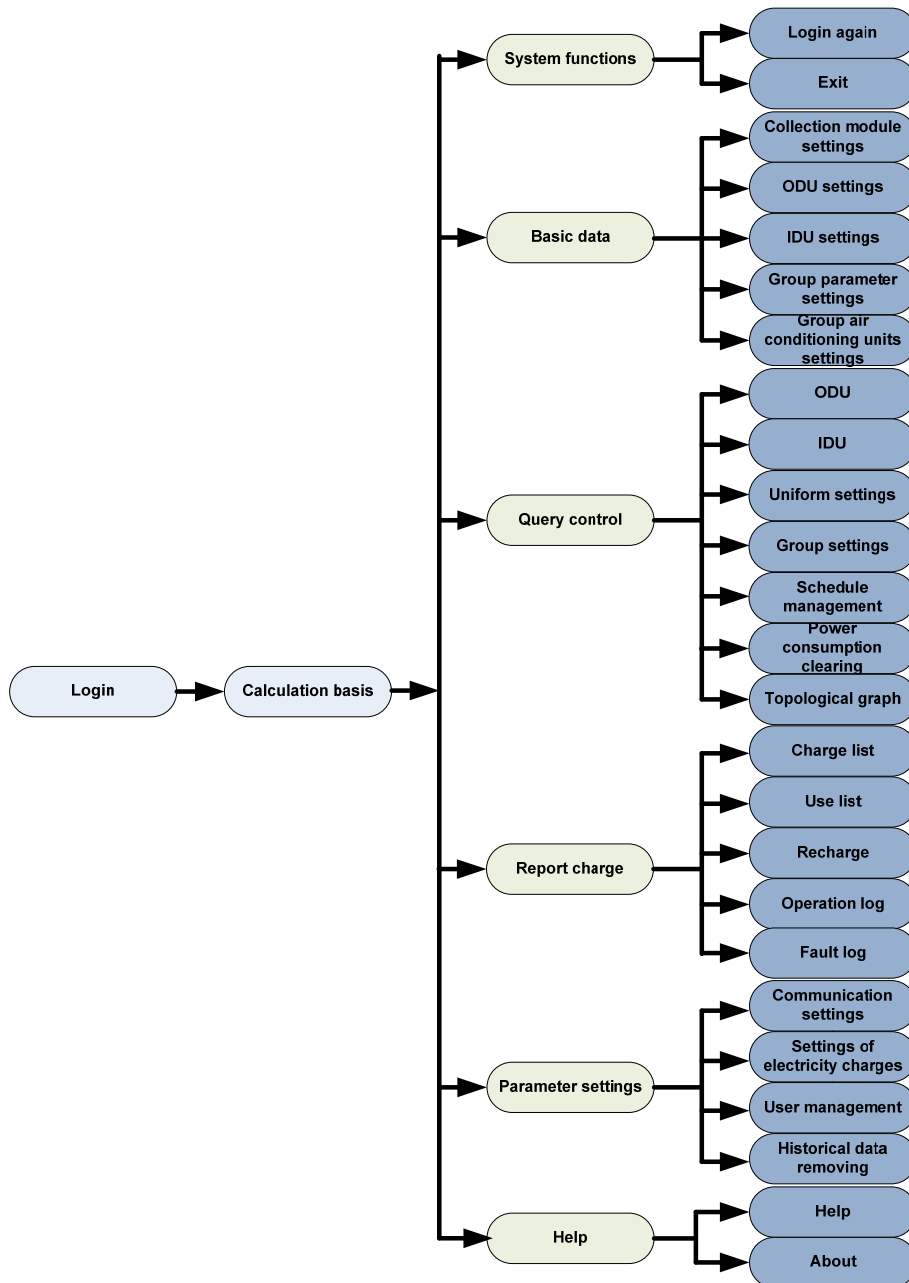 Login
Calculation basis
System functions
Login again
Exit
Basic data
Collection module
settings
ODU settings
IDU settings
Group parameter
settings
Group air
conditioning units
settings
Query control
ODU
IDU
Uniform settings
Group settings
Schedule
management
Power
consumption
clearing
Topological graph
Report charge
Charge list
Use list
Recharge
Operation log
Fault log
Parameter settings
Communication
settings
Settings of
electricity charges
User management
Historical data
removing
Help
Help
About